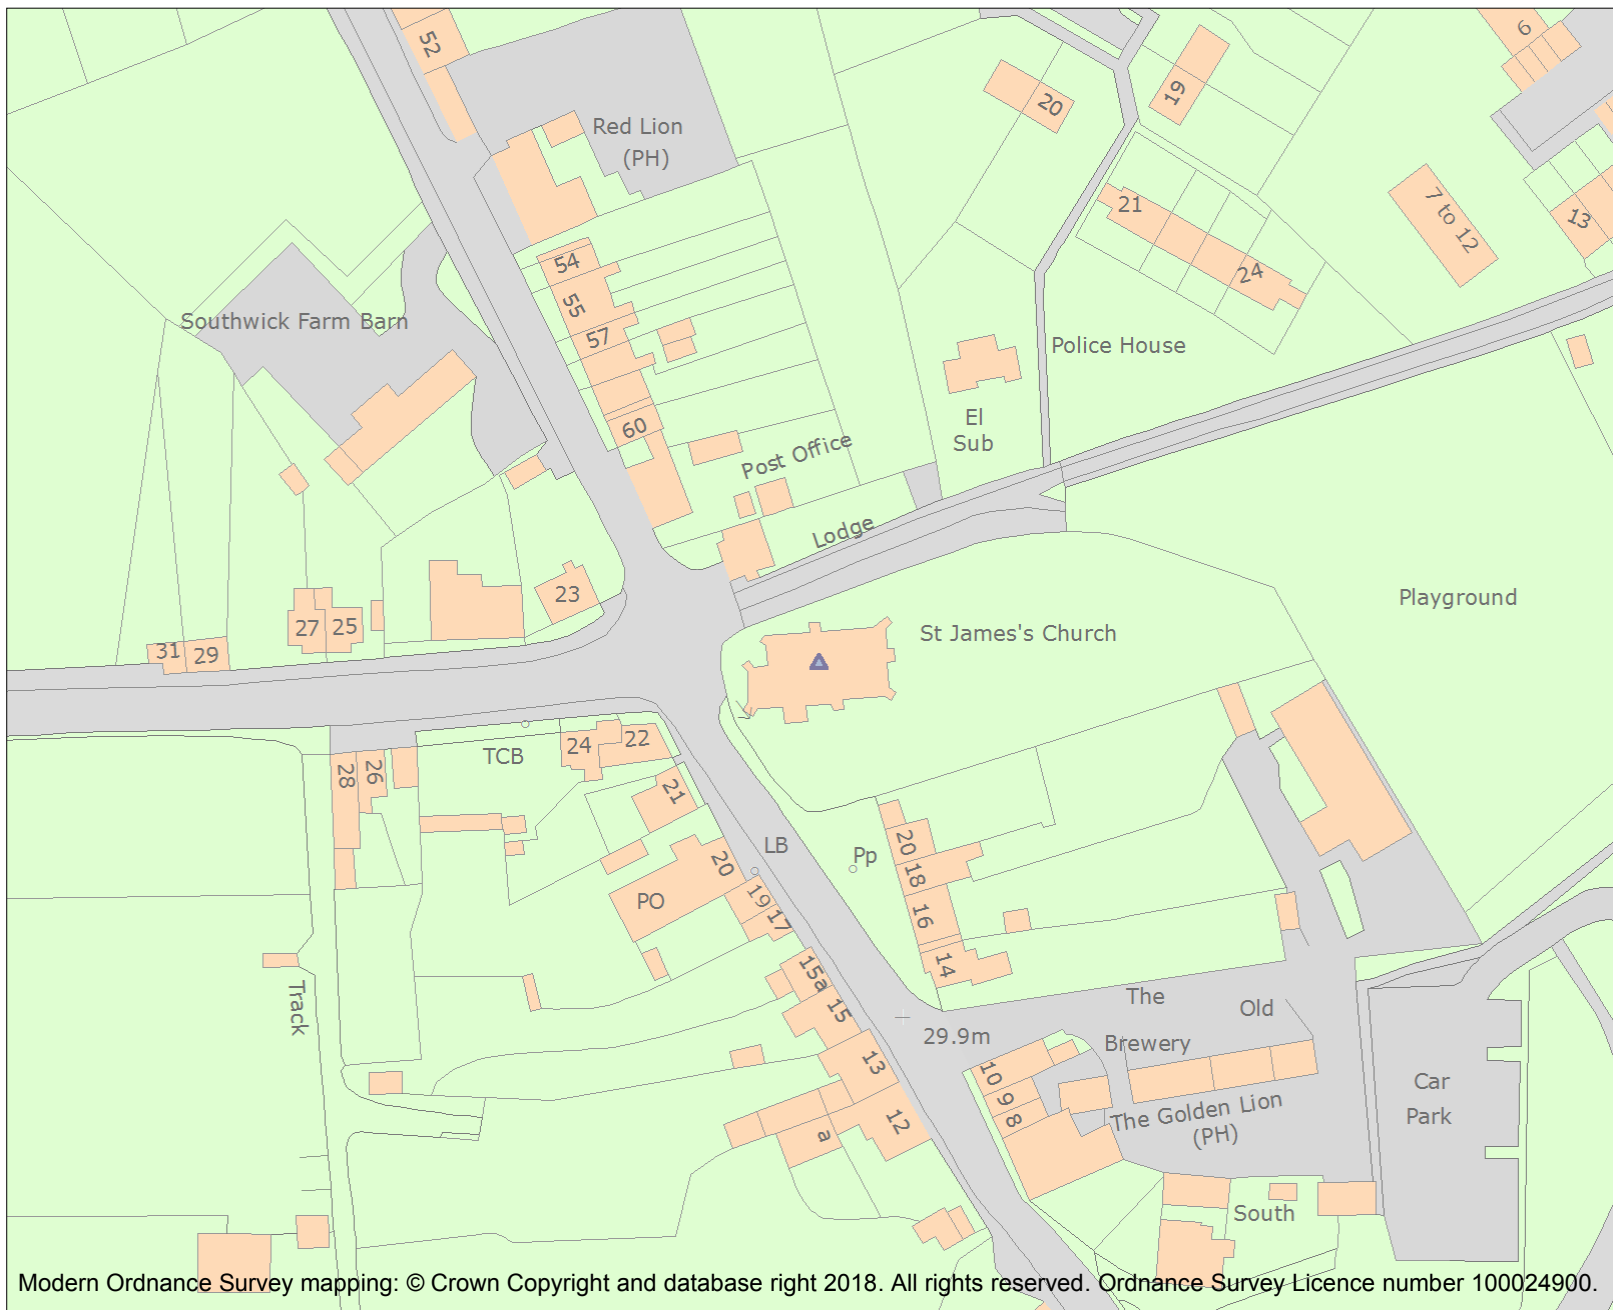 52
6
Red Lion
(PH)
20
19
21
24
7 to 12
13
54
55
57
60
Southwick Farm Barn
Police House
El
Sub
Post Office
Lodge
23
27
25
31
29
St James's Church
Playground
TCB
24
22
28
26
21
LB
Pp
20
PO
19
17
20
18
16
14
15a
15
Track
29.9m
The
Old
Brewery
13
10
9
8
12
a
The Golden Lion
(PH)
Car
Park
South
Modern Ordnance Survey mapping: © Crown Copyright and database right 2018. All rights reserved. Ordnance Survey Licence number 100024900.